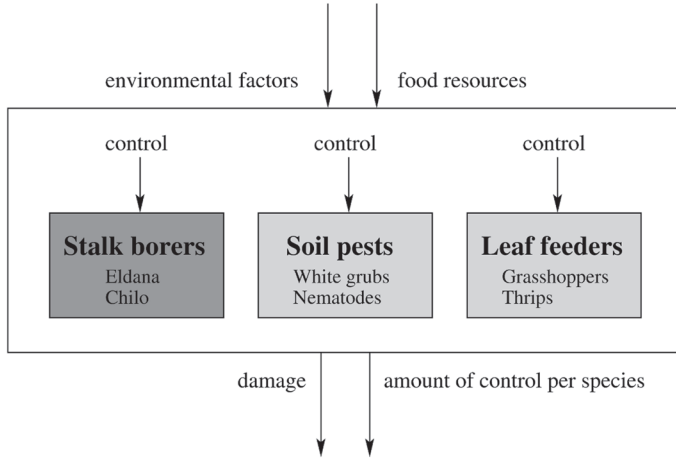 environmental factors
food resources
control
control
control
Stalk borers
Eldana
Chilo
Soil pests
White grubs
Nematodes
Leaf feeders
Grasshoppers
Thrips
damage
amount of control per species